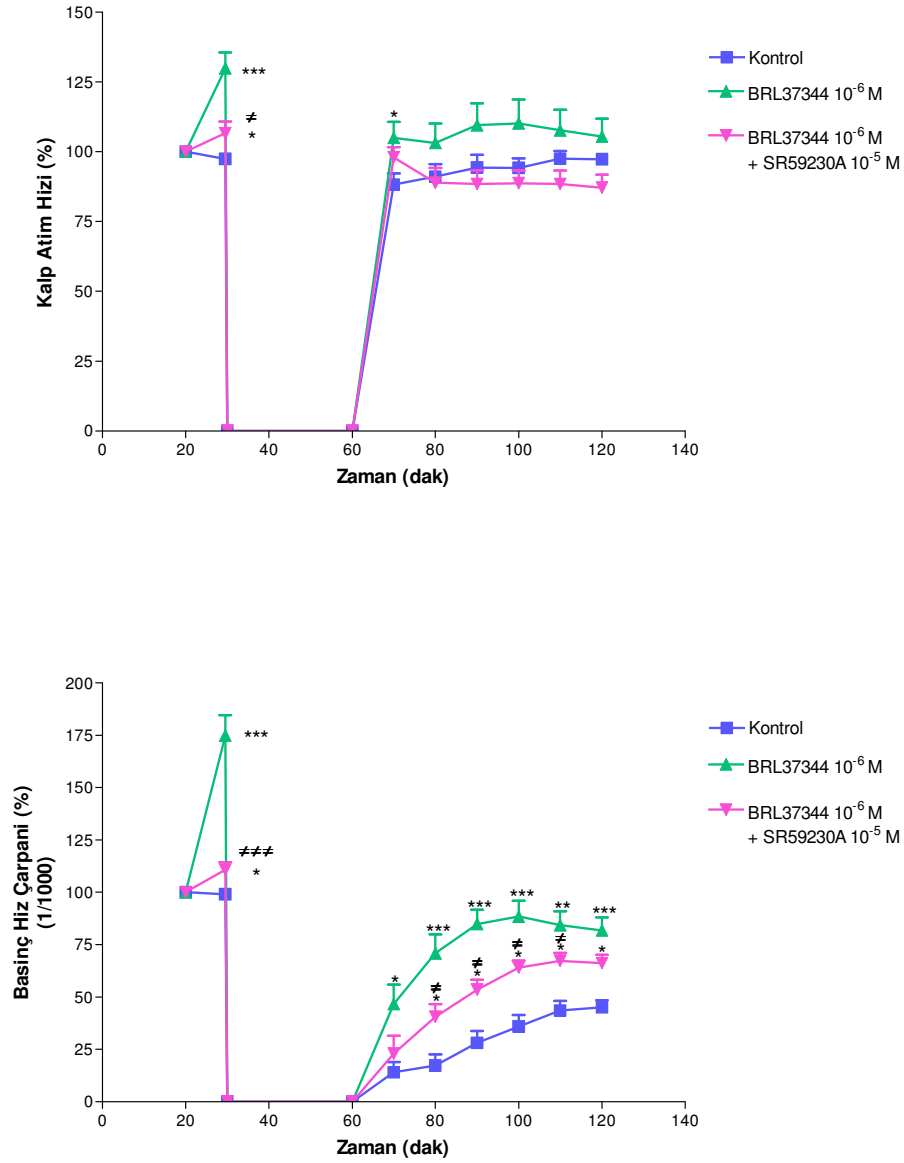 150
125
100
75
50
25
0
Kalp Atim Hizi (%)
***
≠
*
*
0 20 40 60 80 100 120 140
Zaman (dak)
Kontrol
BRL37344 10⁻⁶ M
BRL37344 10⁻⁶ M
+ SR59230A 10⁻⁵ M
200
175
150
125
100
75
50
25
0
Basinç Hiz Çarpani (%)
(1/1000)
***
≠≠≠
*
* *** *** *** ** ***
≠ ≠ ≠ ≠
* * * * *
0 20 40 60 80 100 120 140
Zaman (dak)
Kontrol
BRL37344 10⁻⁶ M
BRL37344 10⁻⁶ M
+ SR59230A 10⁻⁵ M